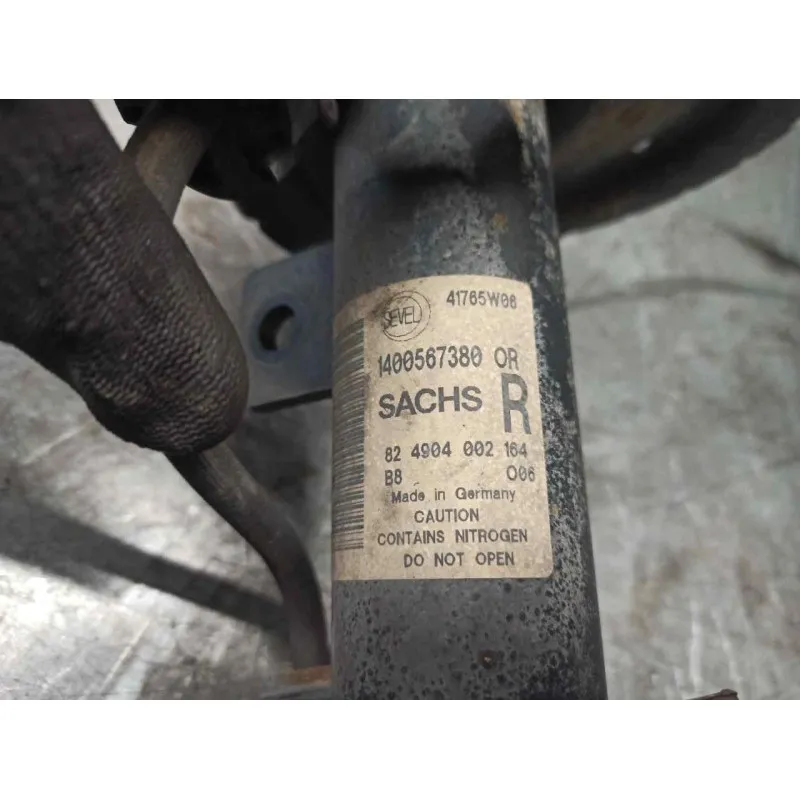 SEVEL 41765W06
1400567380 OR
SACHS R
82 4904 002 164
B8 006
Made in Germany
CAUTION
CONTAINS NITROGEN
DO NOT OPEN